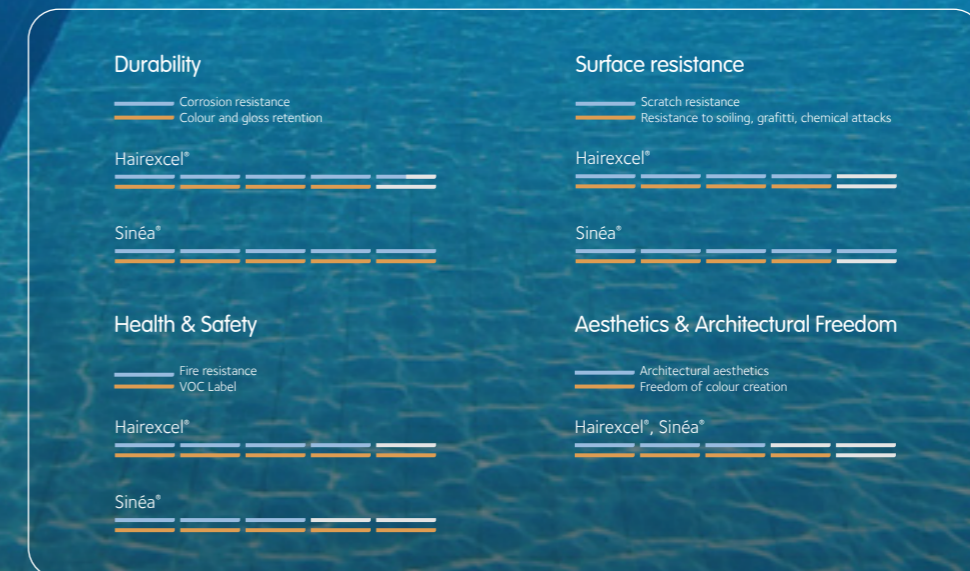 Durability
Corrosion resistance
Colour and gloss retention
Hairexcel®
Sinéa®
Surface resistance
Scratch resistance
Resistance to soiling, grafitti, chemical attacks
Hairexcel®
Sinéa®
Health & Safety
Fire resistance
VOC Label
Hairexcel®
Sinéa®
Aesthetics & Architectural Freedom
Architectural aesthetics
Freedom of colour creation
Hairexcel®, Sinéa®